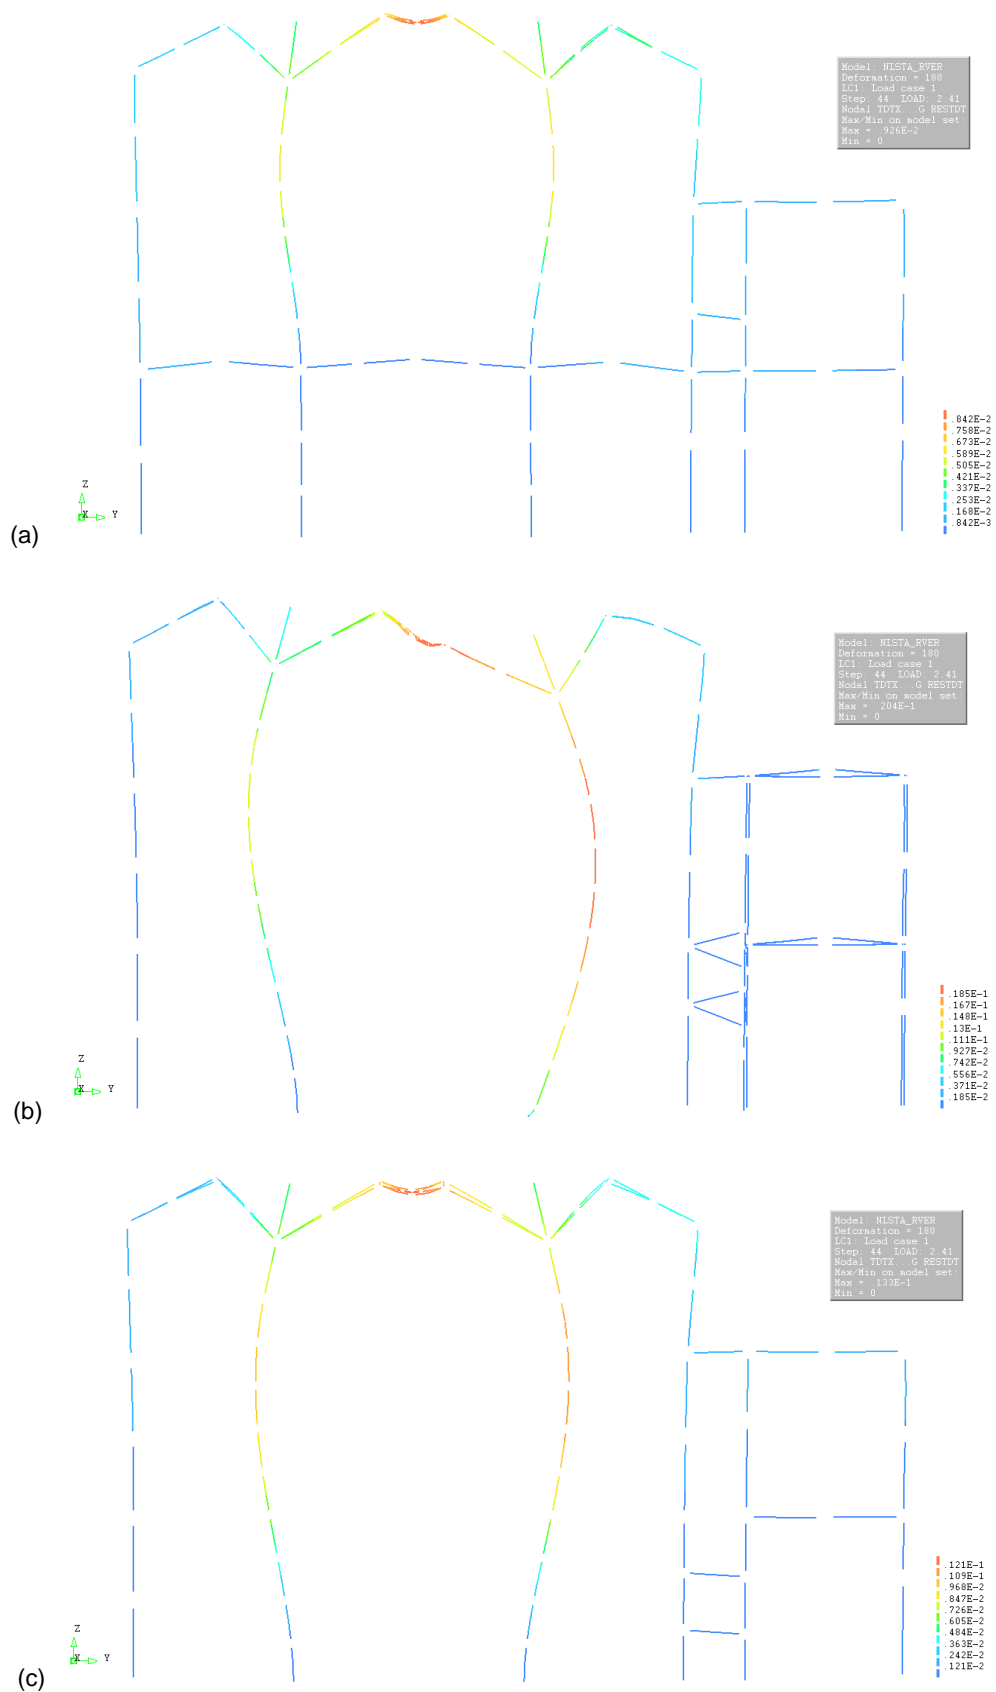 Model: NLSTA_RVER
Deformation = 180
LC1: Load case 1
Step: 44 LOAD: 2.41
Nodal TDTX...G RESTDT
Max/Min on model set:
Max = .926E-2
Min = 0
.842E-2
.758E-2
.673E-2
.589E-2
.505E-2
.421E-2
.337E-2
.253E-2
.168E-2
.842E-3
Z
X Y
(a)
Model: NLSTA_RVER
Deformation = 180
LC1: Load case 1
Step: 44 LOAD: 2.41
Nodal TDTX...G RESTDT
Max/Min on model set:
Max = .204E-1
Min = 0
.185E-1
.167E-1
.148E-1
.13E-1
.111E-1
.927E-2
.742E-2
.556E-2
.371E-2
.185E-2
Z
X Y
(b)
Model: NLSTA_RVER
Deformation = 180
LC1: Load case 1
Step: 44 LOAD: 2.41
Nodal TDTX...G RESTDT
Max/Min on model set:
Max = .133E-1
Min = 0
.121E-1
.109E-1
.968E-2
.847E-2
.726E-2
.605E-2
.484E-2
.363E-2
.242E-2
.121E-2
Z
X Y
(c)